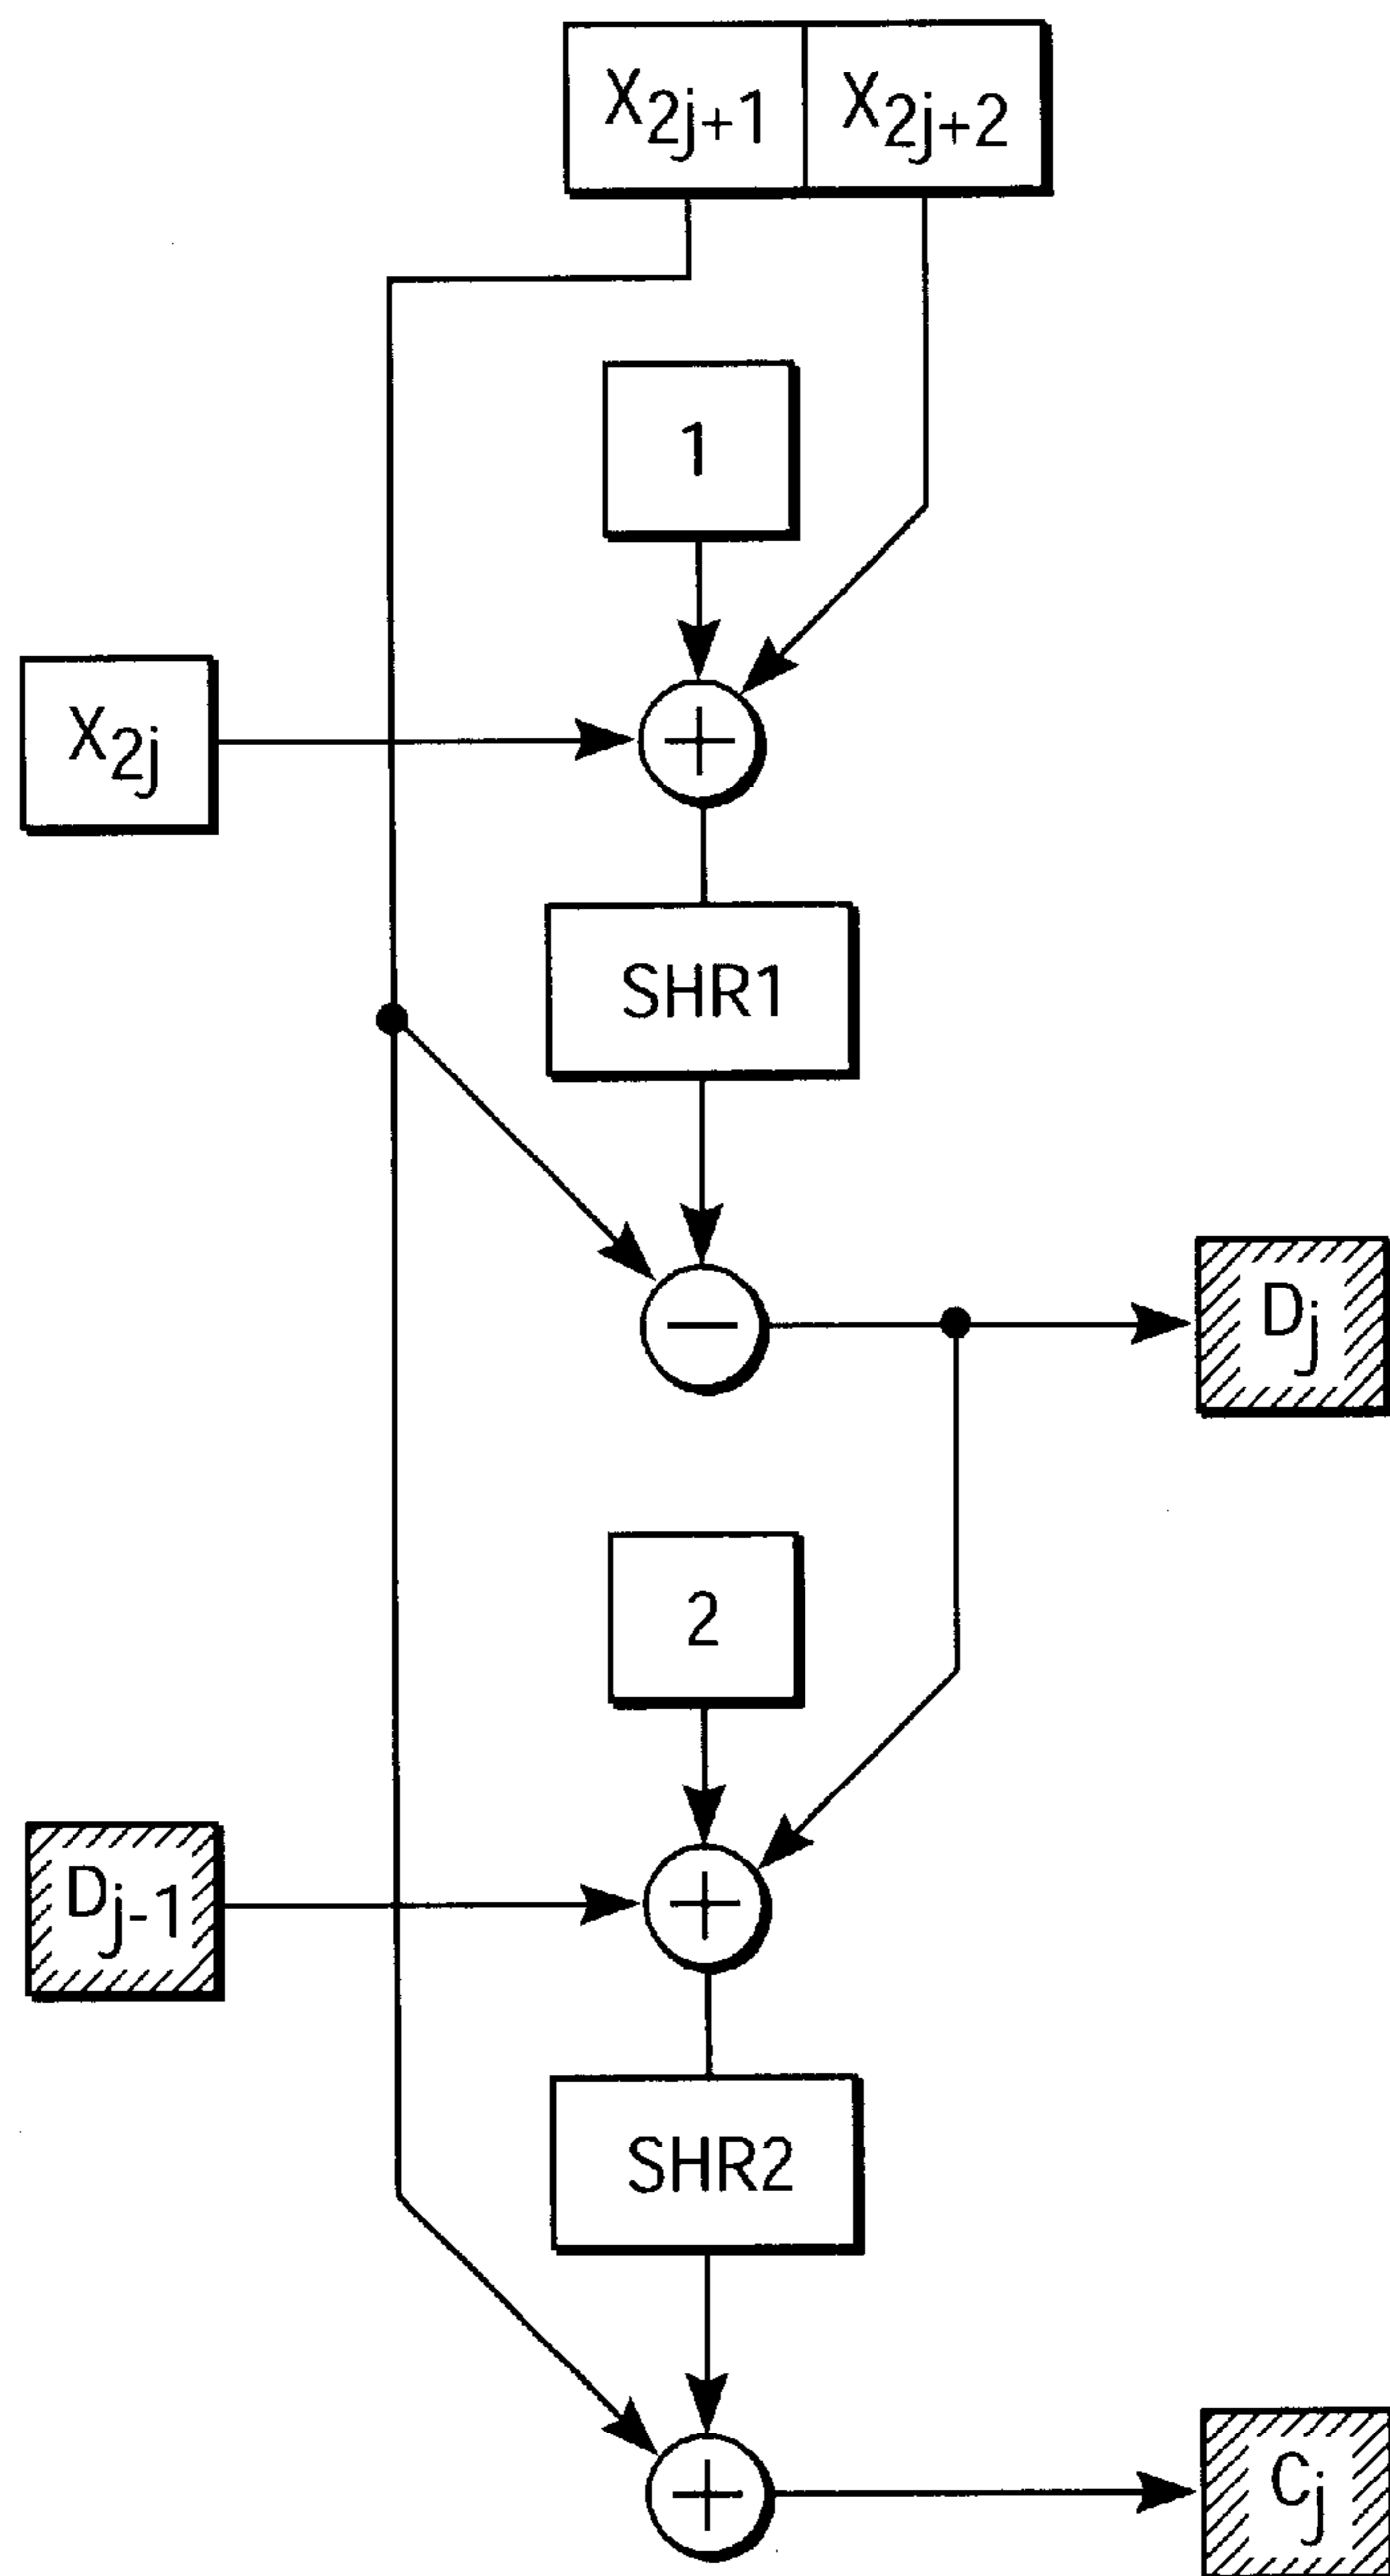 X2j+1 X2j+2
1
X2j
+
SHR1
−
Dj
2
Dj-1
+
SHR2
+
Cj